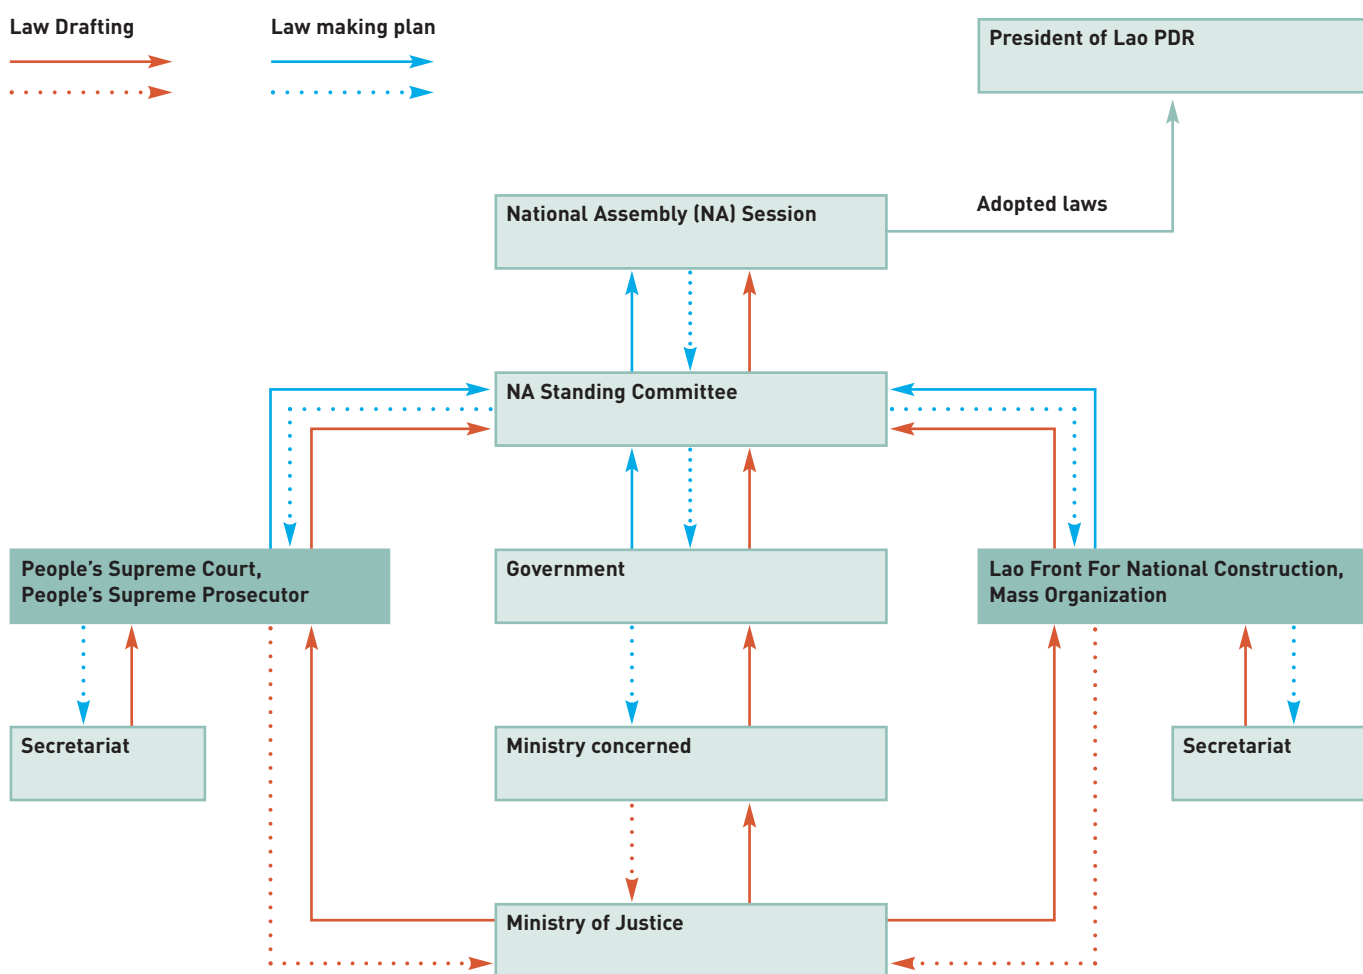 Law Drafting
Law making plan
President of Lao PDR
National Assembly (NA) Session
Adopted laws
NA Standing Committee
People’s Supreme Court,
People’s Supreme Prosecutor
Government
Lao Front For National Construction,
Mass Organization
Secretariat
Ministry concerned
Secretariat
Ministry of Justice